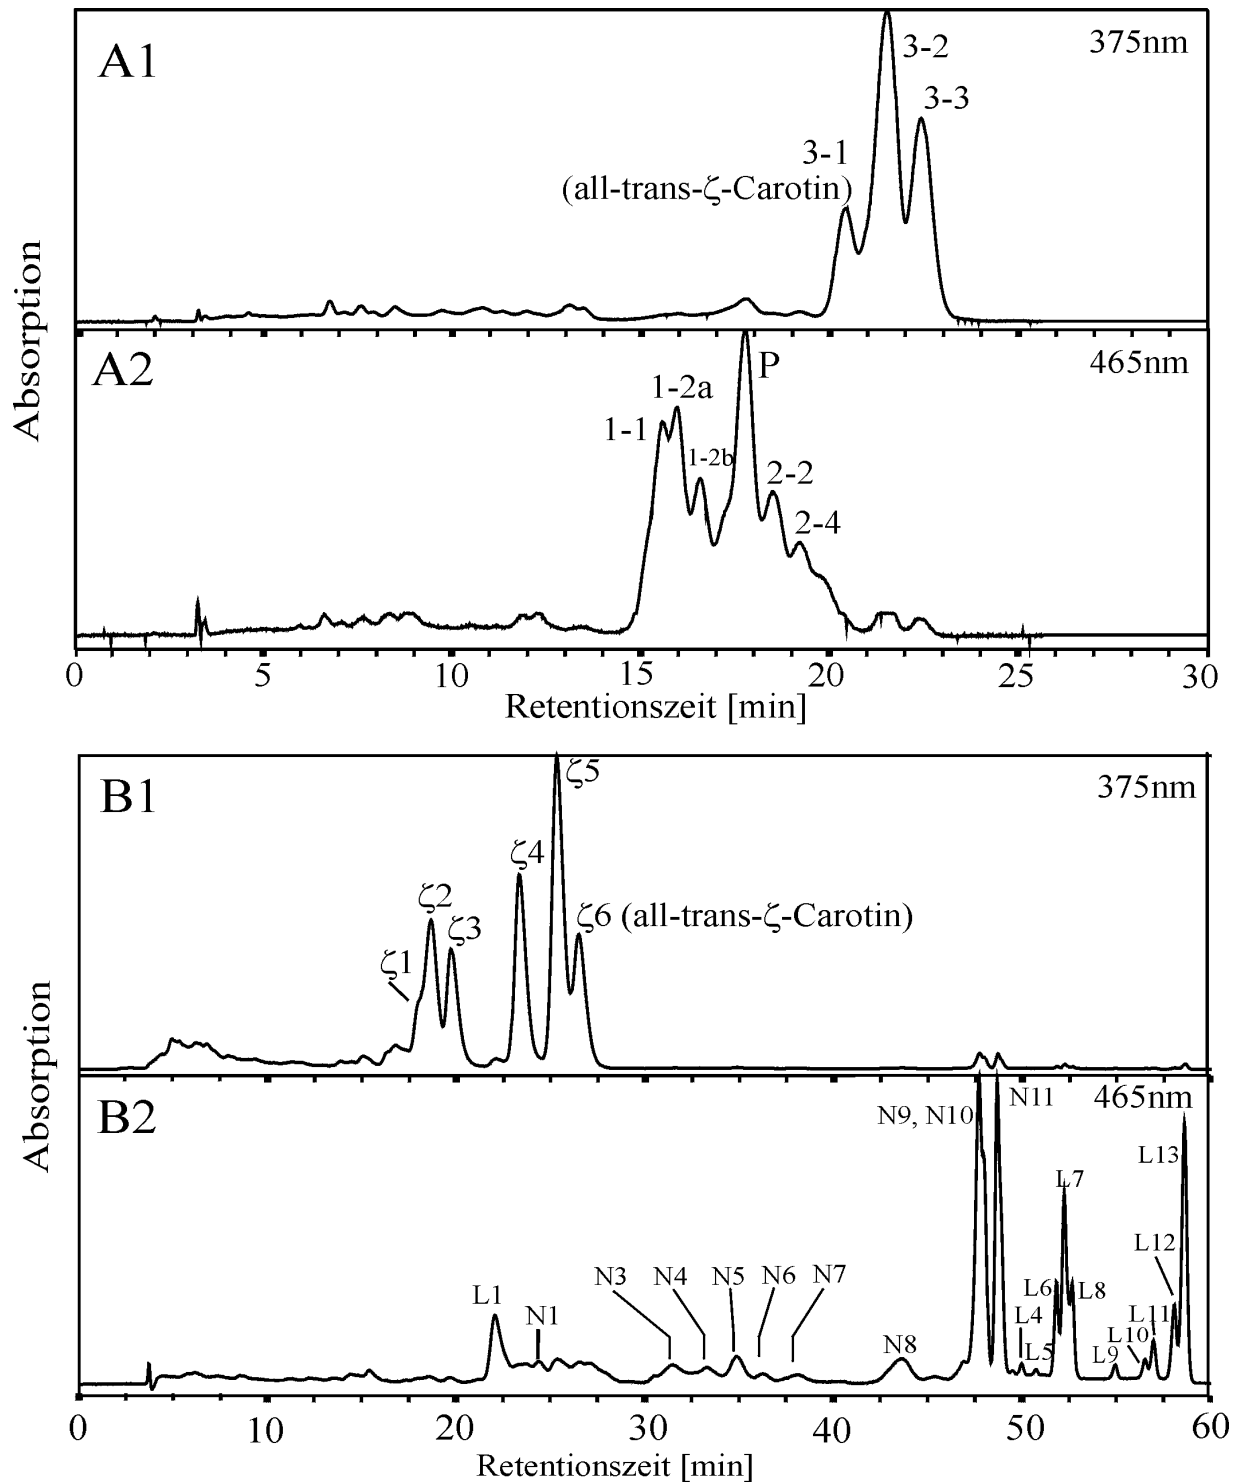 A1
375nm
3-2
3-3
3-1
(all-trans-ζ-Carotin)
Absorption
A2
465nm
P
1-2a
1-1
1-2b
2-2
2-4
0 5 10 15 20 25 30
Retentionszeit [min]
B1
375nm
ζ5
ζ4
ζ2
ζ6 (all-trans-ζ-Carotin)
ζ3
ζ1
Absorption
B2
465nm
N9, N10
N11
L13
L7
L12
N3 N4 N5 N6 N7
L6
L8
L1
N1
L4
L11
L10
N8
L5
L9
0 10 20 30 40 50 60
Retentionszeit [min]